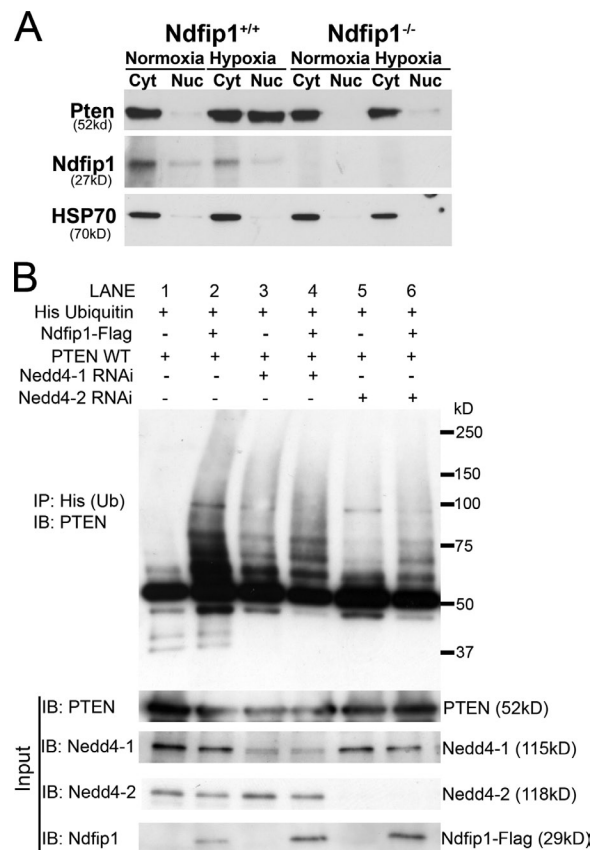 A
Ndfip1+/+ Ndfip1-/-
Normoxia Hypoxia Normoxia Hypoxia
Cyt Nuc Cyt Nuc Cyt Nuc Cyt Nuc
Pten
(52kd)
Ndfip1
(27kD)
HSP70
(70kD)
B
LANE 1 2 3 4 5 6
His Ubiquitin + + + + + +
Ndfip1-Flag - + - + - +
PTEN WT + + + + + +
Nedd4-1 RNAi - - + + - -
Nedd4-2 RNAi - - - - + +
kD
250
150
IP: His (Ub) 100
IB: PTEN
75
50
37
Input
IB: PTEN PTEN (52kD)
IB: Nedd4-1 Nedd4-1 (115kD)
IB: Nedd4-2 Nedd4-2 (118kD)
IB: Ndfip1 Ndfip1-Flag (29kD)